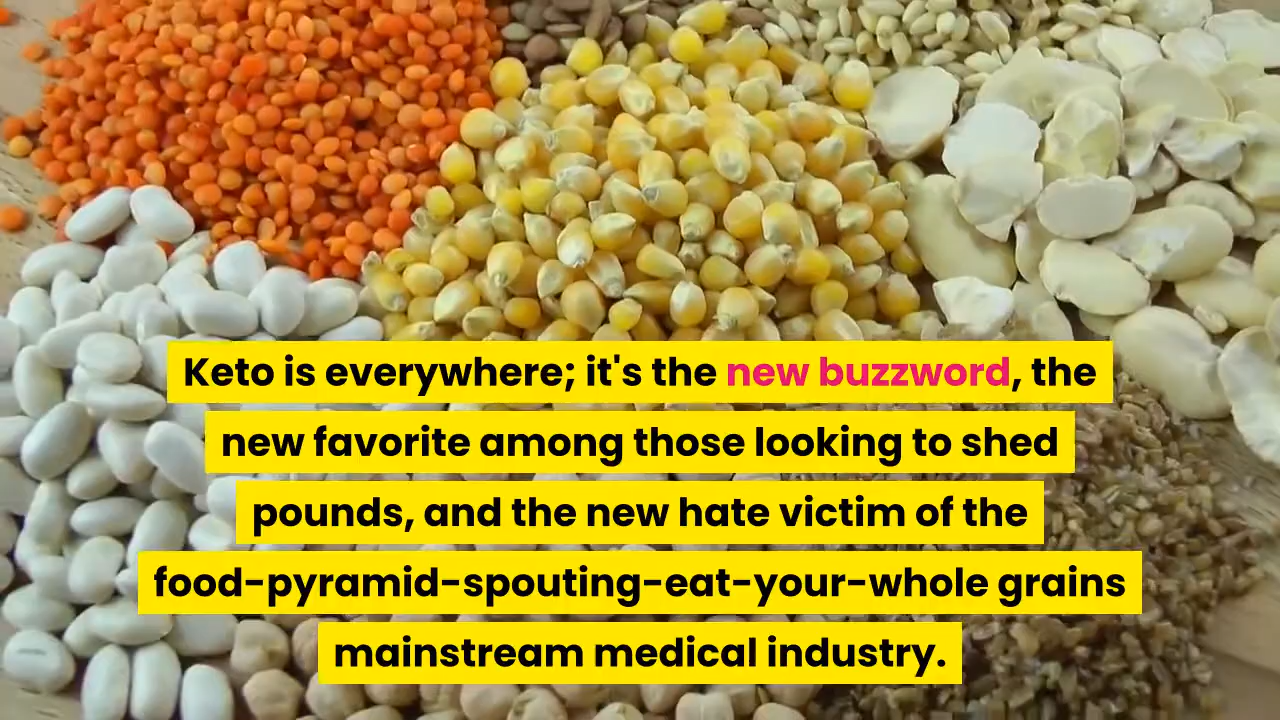 Keto is everywhere; it's the new buzzword, the
new favorite among those looking to shed
pounds, and the new hate victim of the
food-pyramid-spouting-eat-your-whole grains
mainstream medical industry.